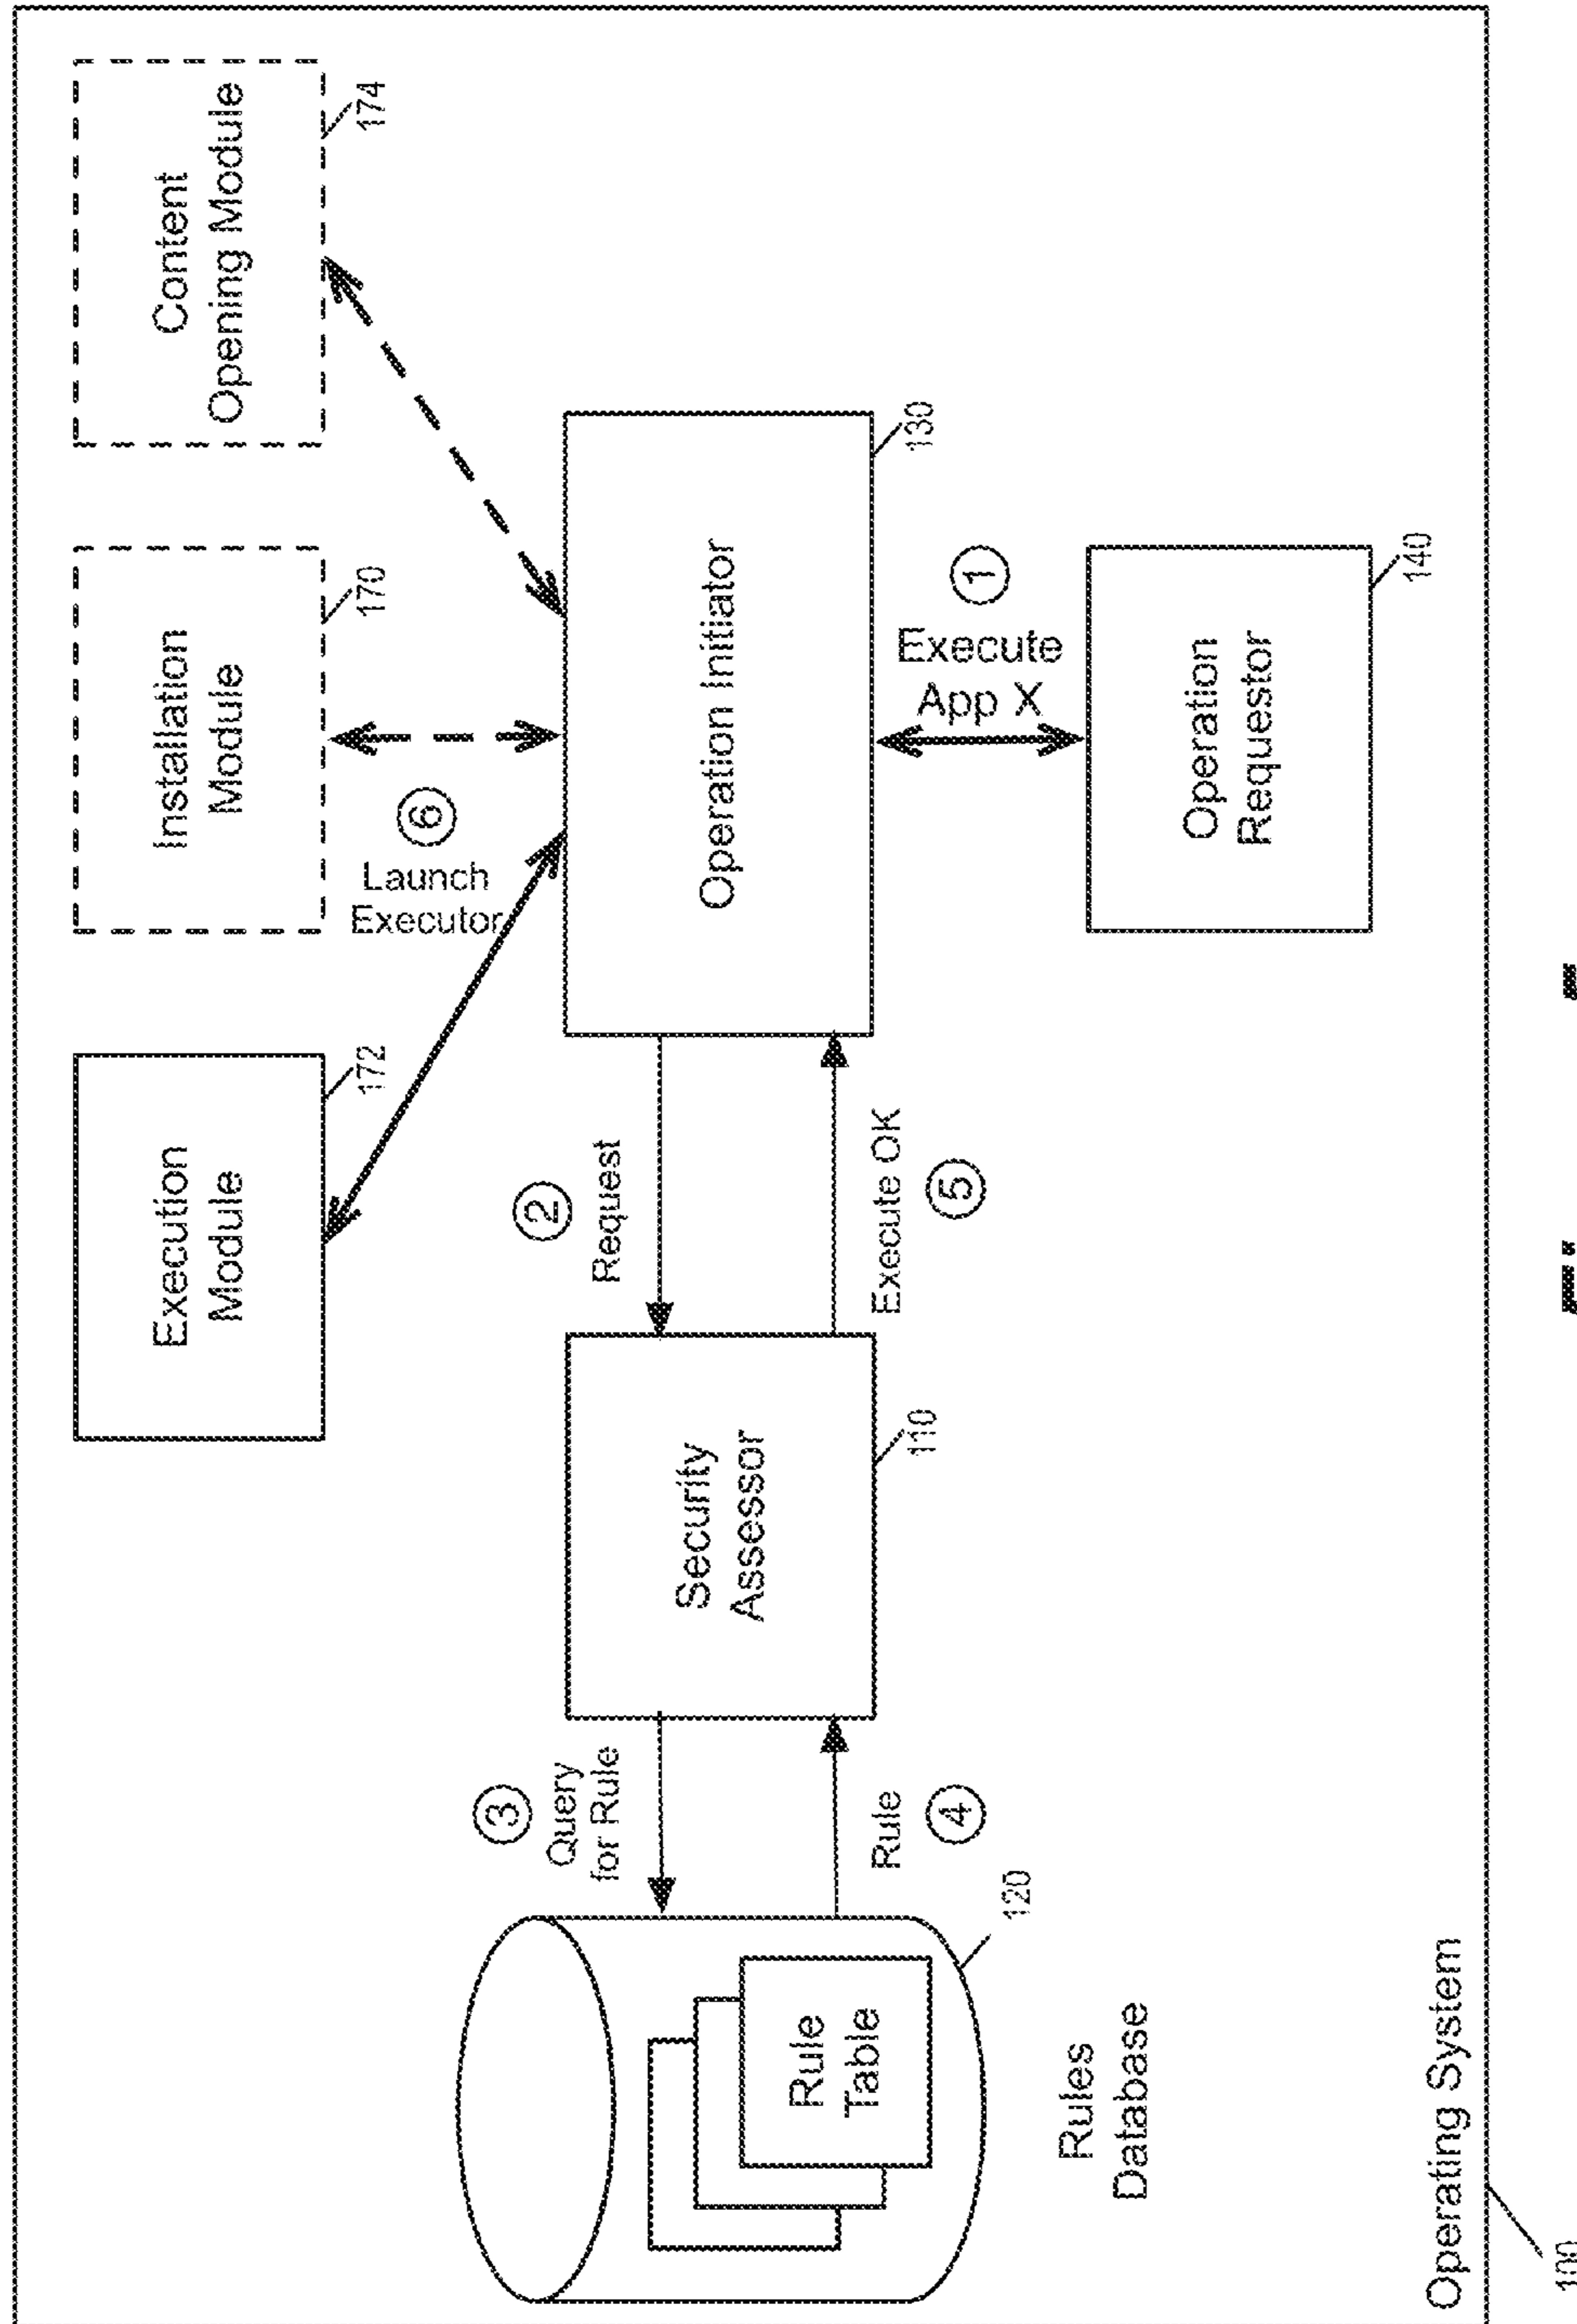 Execution
Module
172
Installation
Module
170
Content
Opening Module
174
6
Launch
Executor
3
Query
for Rule
2
Request
Rule
Table
Security
Assessor
Operation Initiator
Rule
4
Execute OK
5
120
110
130
1
Execute
App X
Rules
Database
Operation
Requestor
140
Operating System
100